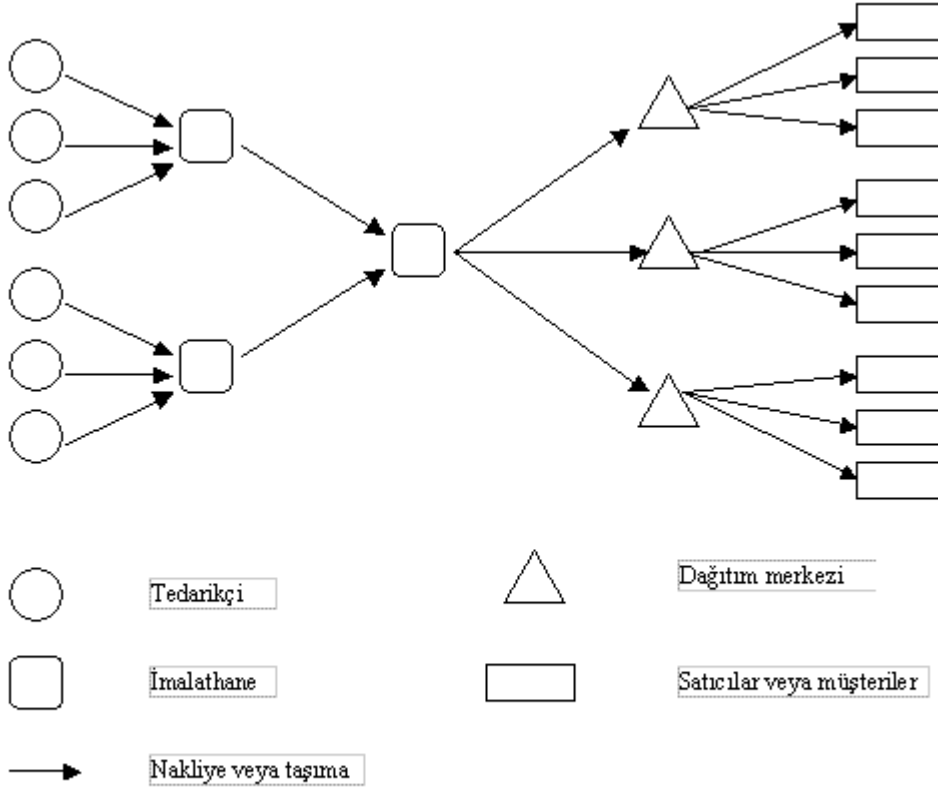 Tedarikçi
Dağıtım merkezi
İmalathane
Satıcılar veya müşteriler
Nakliye veya taşıma